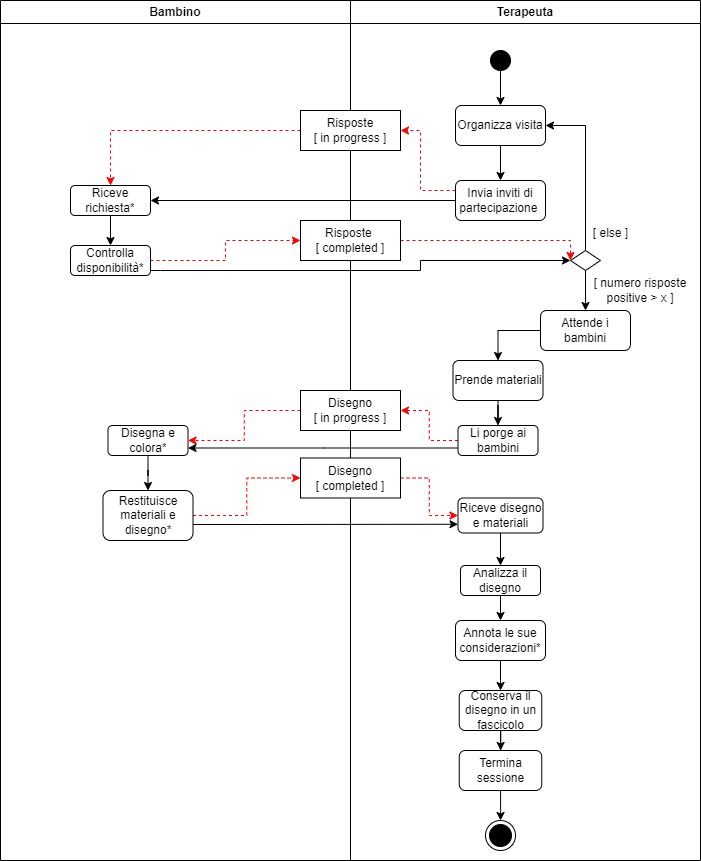 Bambino
Terapeuta
Organizza visita
Risposte
[ in progress ]
Invia inviti di
partecipazione
Riceve
richiesta*
Risposte
[ completed ]
[ else ]
Controlla
disponibilità*
[ numero risposte
positive > x ]
Attende i
bambini
Prende materiali
Disegno
[ in progress ]
Disegna e
colora*
Li porge ai
bambini
Disegno
[ completed ]
Restituisce
materiali e
disegno*
Riceve disegno
e materiali
Analizza il
disegno
Annota le sue
considerazioni*
Conserva il
disegno in un
fascicolo
Termina
sessione